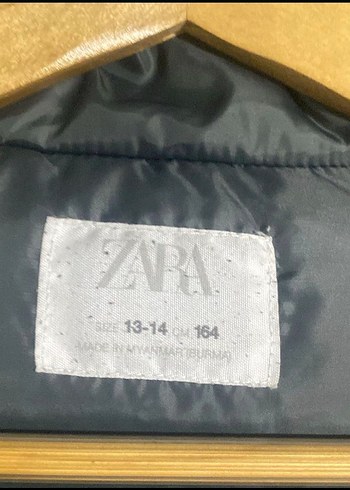 ZARA
SIZE 13-14 CM 164
MADE IN MYANMAR (BURMA)